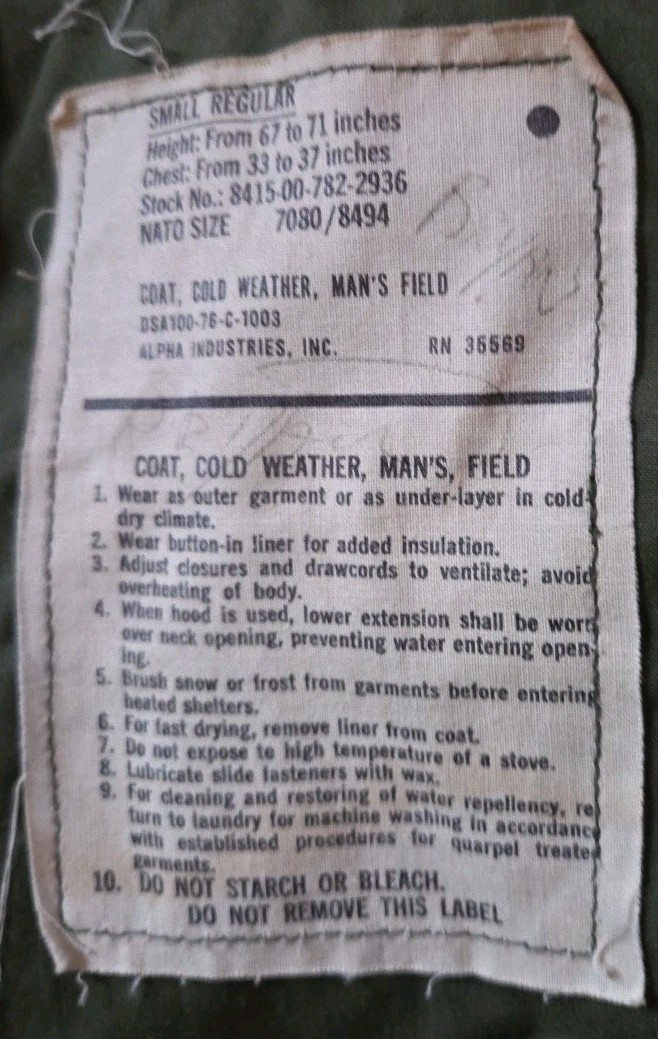 SMALL REGULAR
Height: From 67 to 71 inches
Chest: From 33 to 37 inches
Stock No.: 8415-00-782-2936
NATO SIZE 7080/8494
COAT, COLD WEATHER, MAN'S FIELD
DSA100-76-C-1003
ALPHA INDUSTRIES, INC. RN 35569
COAT, COLD WEATHER, MAN'S, FIELD
1. Wear as outer garment or as under-layer in cold-
dry climate.
2. Wear button-in liner for added insulation.
3. Adjust closures and drawcords to ventilate; avoid
overheating of body.
4. When hood is used, lower extension shall be worn
over neck opening, preventing water entering open-
ing.
5. Brush snow or frost from garments before entering
heated shelters.
6. For fast drying, remove liner from coat.
7. Do not expose to high temperature of a stove.
8. Lubricate slide fasteners with wax.
9. For cleaning and restoring of water repellency, re
turn to laundry for machine washing in accordance
with established procedures for quarpel treated
garments.
10. DO NOT STARCH OR BLEACH.
DO NOT REMOVE THIS LABEL